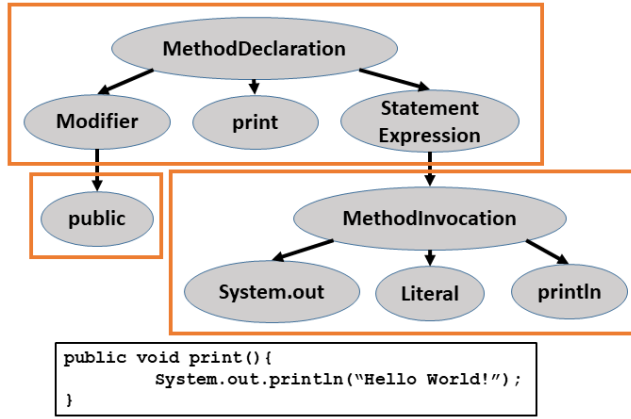 MethodDeclaration
Modifier
print
Statement
Expression
public
MethodInvocation
System.out
Literal
println
public void print(){
System.out.println(“Hello World!”);
}